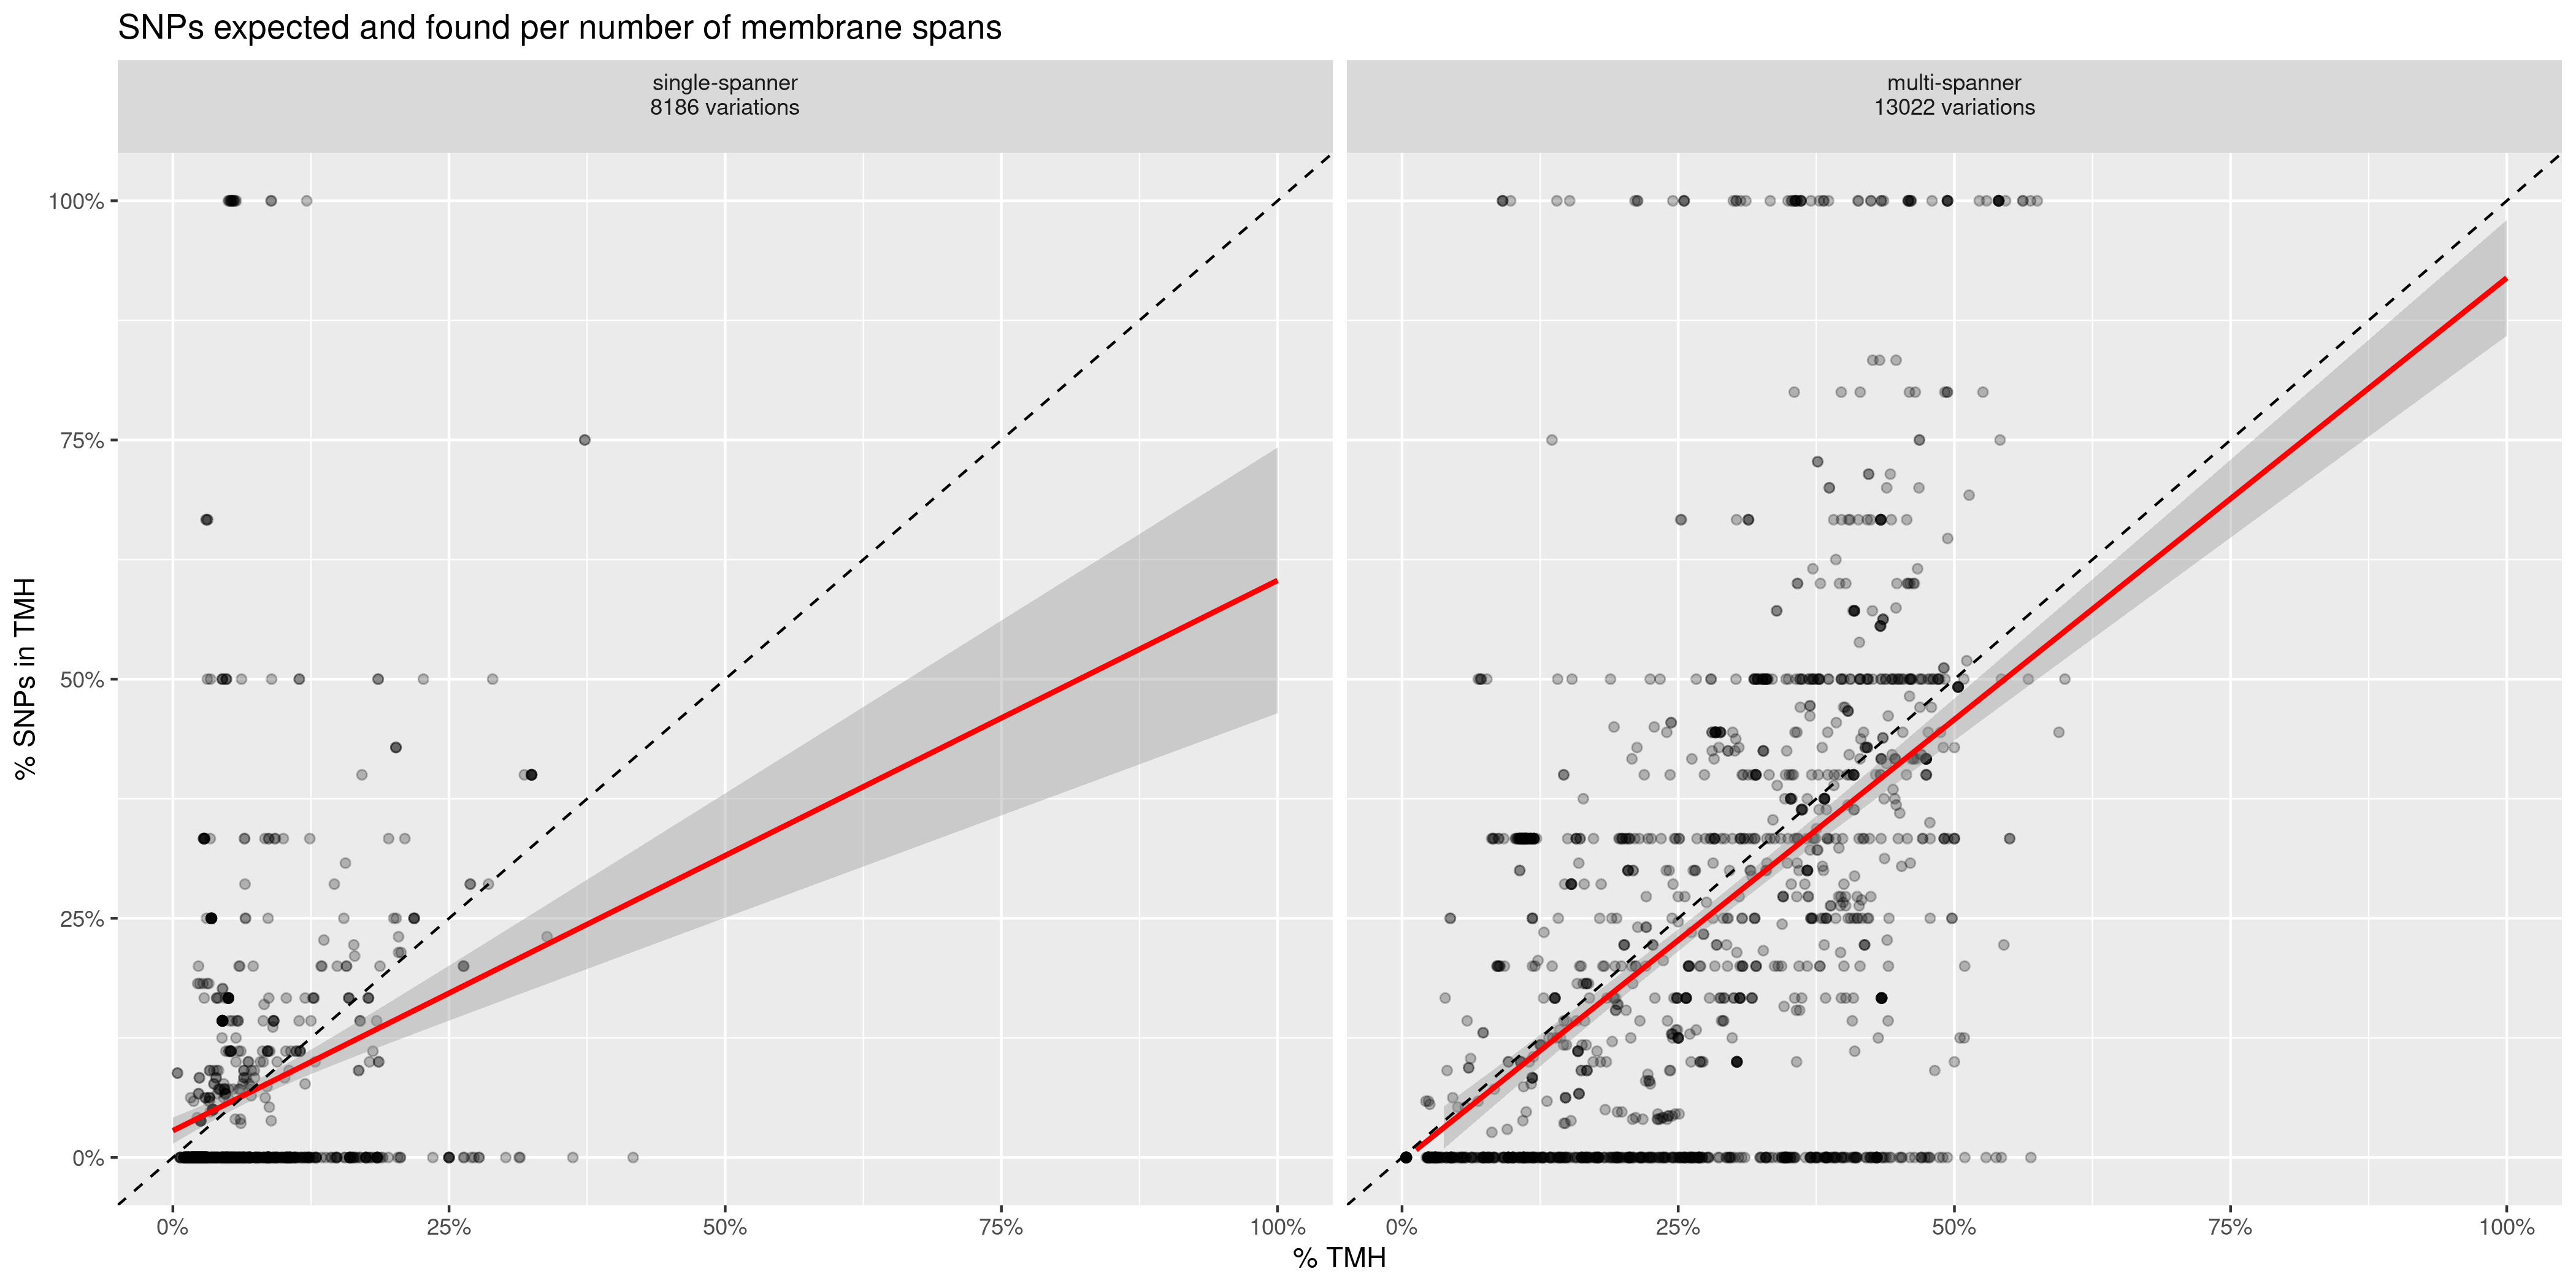 SNPs expected and found per number of membrane spans
single-spanner
8186 variations
multi-spanner
13022 variations
% SNPs in TMH
100%
75%
50%
25%
0%
0% 25% 50% 75% 100%
0% 25% 50% 75% 100%
% TMH